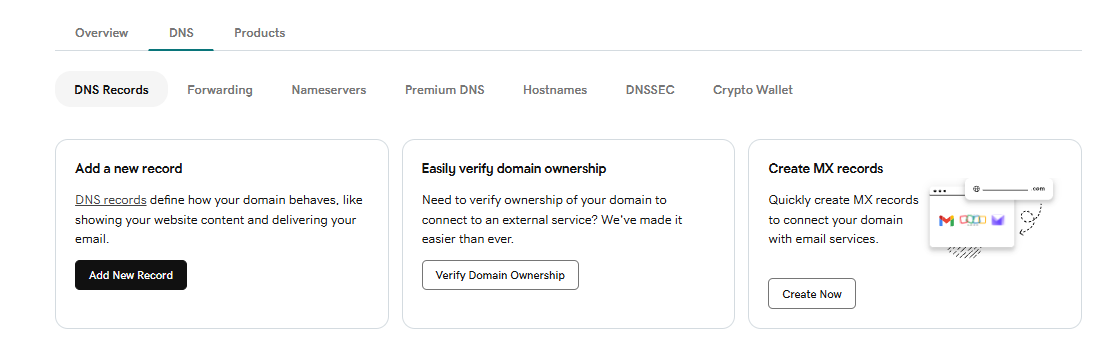 Overview DNS Products
DNS Records Forwarding Nameservers Premium DNS Hostnames DNSSEC Crypto Wallet
Add a new record
DNS records define how your domain behaves, like
showing your website content and delivering your
email.
Add New Record
Easily verify domain ownership
Need to verify ownership of your domain to
connect to an external service? We've made it
easier than ever.
Verify Domain Ownership
Create MX records
Quickly create MX records
to connect your domain
with email services.
.com
Create Now